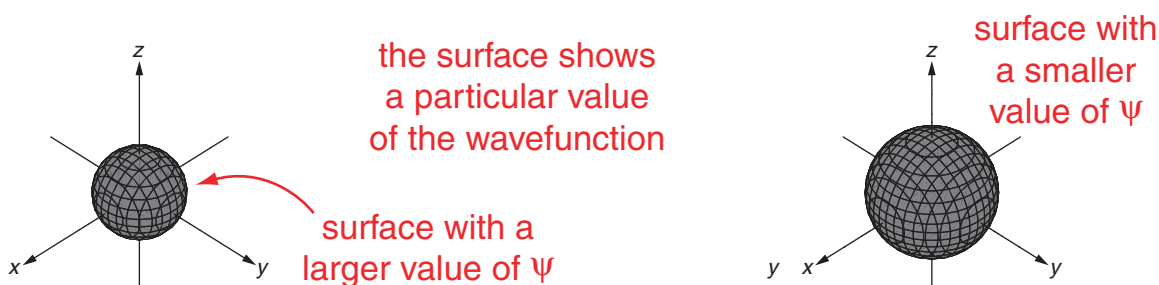 z
the surface shows
a particular value
of the wavefunction
surface with a
larger value of ψ
x
y
z
surface with
a smaller
value of ψ
y
x
y